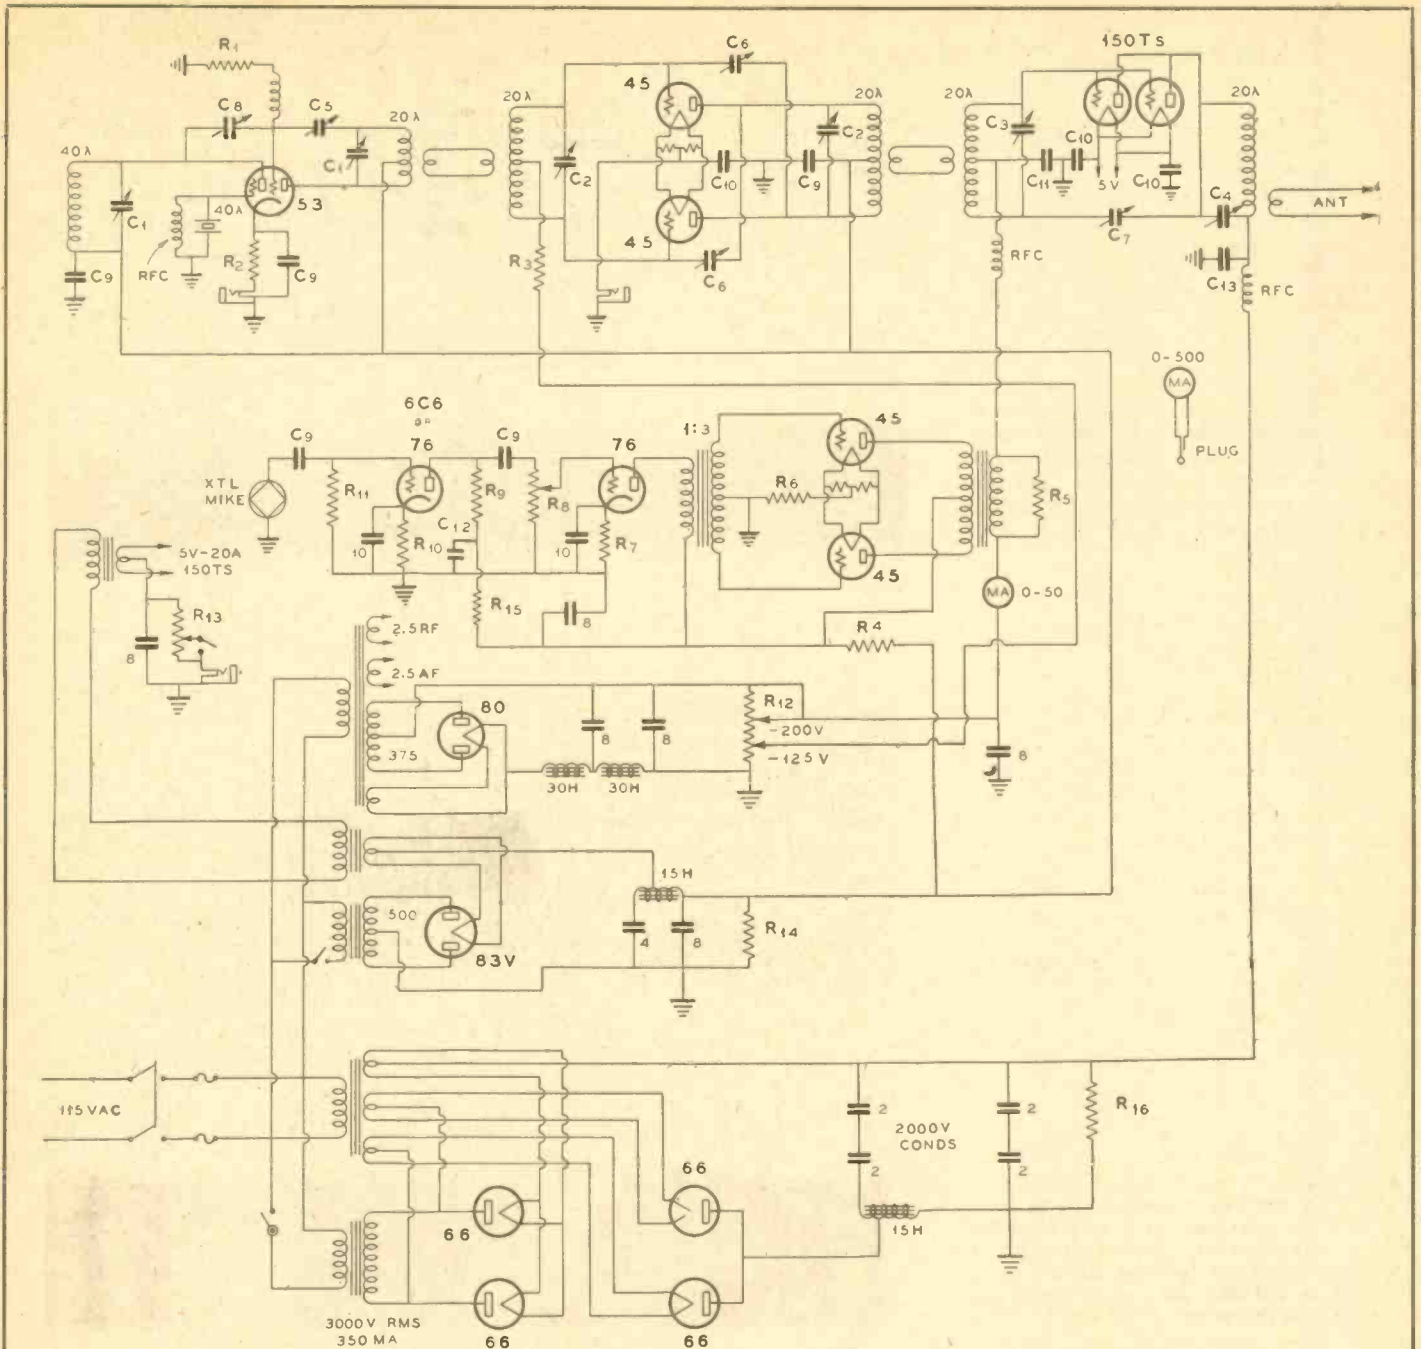 R1
C8
C5
20λ
40λ
C1
C1
40λ
53
RFC
R2
C9
C9
20λ
C2
R3
45
C6
C10
C9
C2
20λ
45
C6
20λ
C3
C11
C10
150Ts
5V
C10
20λ
C4
C7
ANT
RFC
C13
RFC
0-500
MA
PLUG
6C6
or
76
C9
XTL
MIKE
R11
10
R10
C12
R9
C9
R8
76
10
R7
R15
8
1:3
45
R6
45
R5
MA
0-50
R4
5V-20A
150TS
R13
8
2.5RF
2.5AF
80
375
8
8
30H
30H
R12
-200V
-125V
8
15H
500
83V
4
8
R14
115VAC
66
66
66
66
3000V RMS
350 MA
2
2
2000V
CONDS
2
2
15H
R16